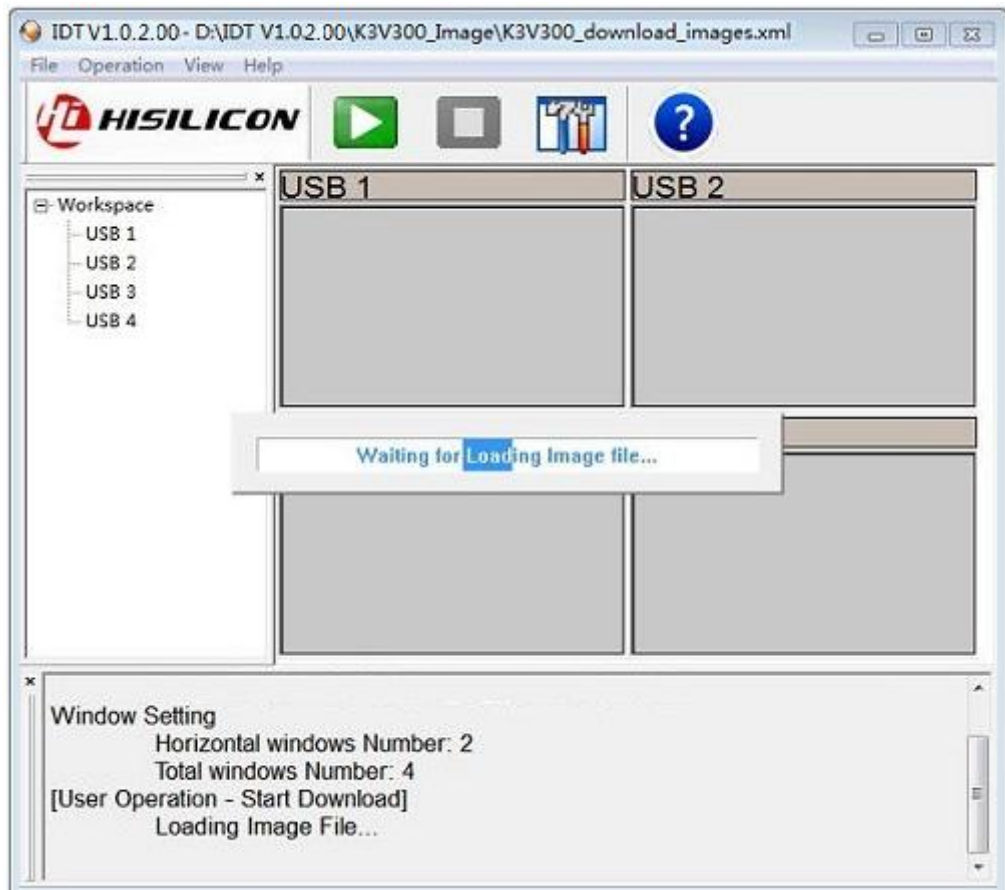 IDT V1.0.2.00 - D:\IDT V1.02.00\K3V300_Image\K3V300_download_images.xml
File Operation View Help
HISILICON
USB 1 USB 2
Workspace
USB 1
USB 2
USB 3
USB 4
Waiting for Loading Image file...
Window Setting
Horizontal windows Number: 2
Total windows Number: 4
[User Operation - Start Download]
Loading Image File...